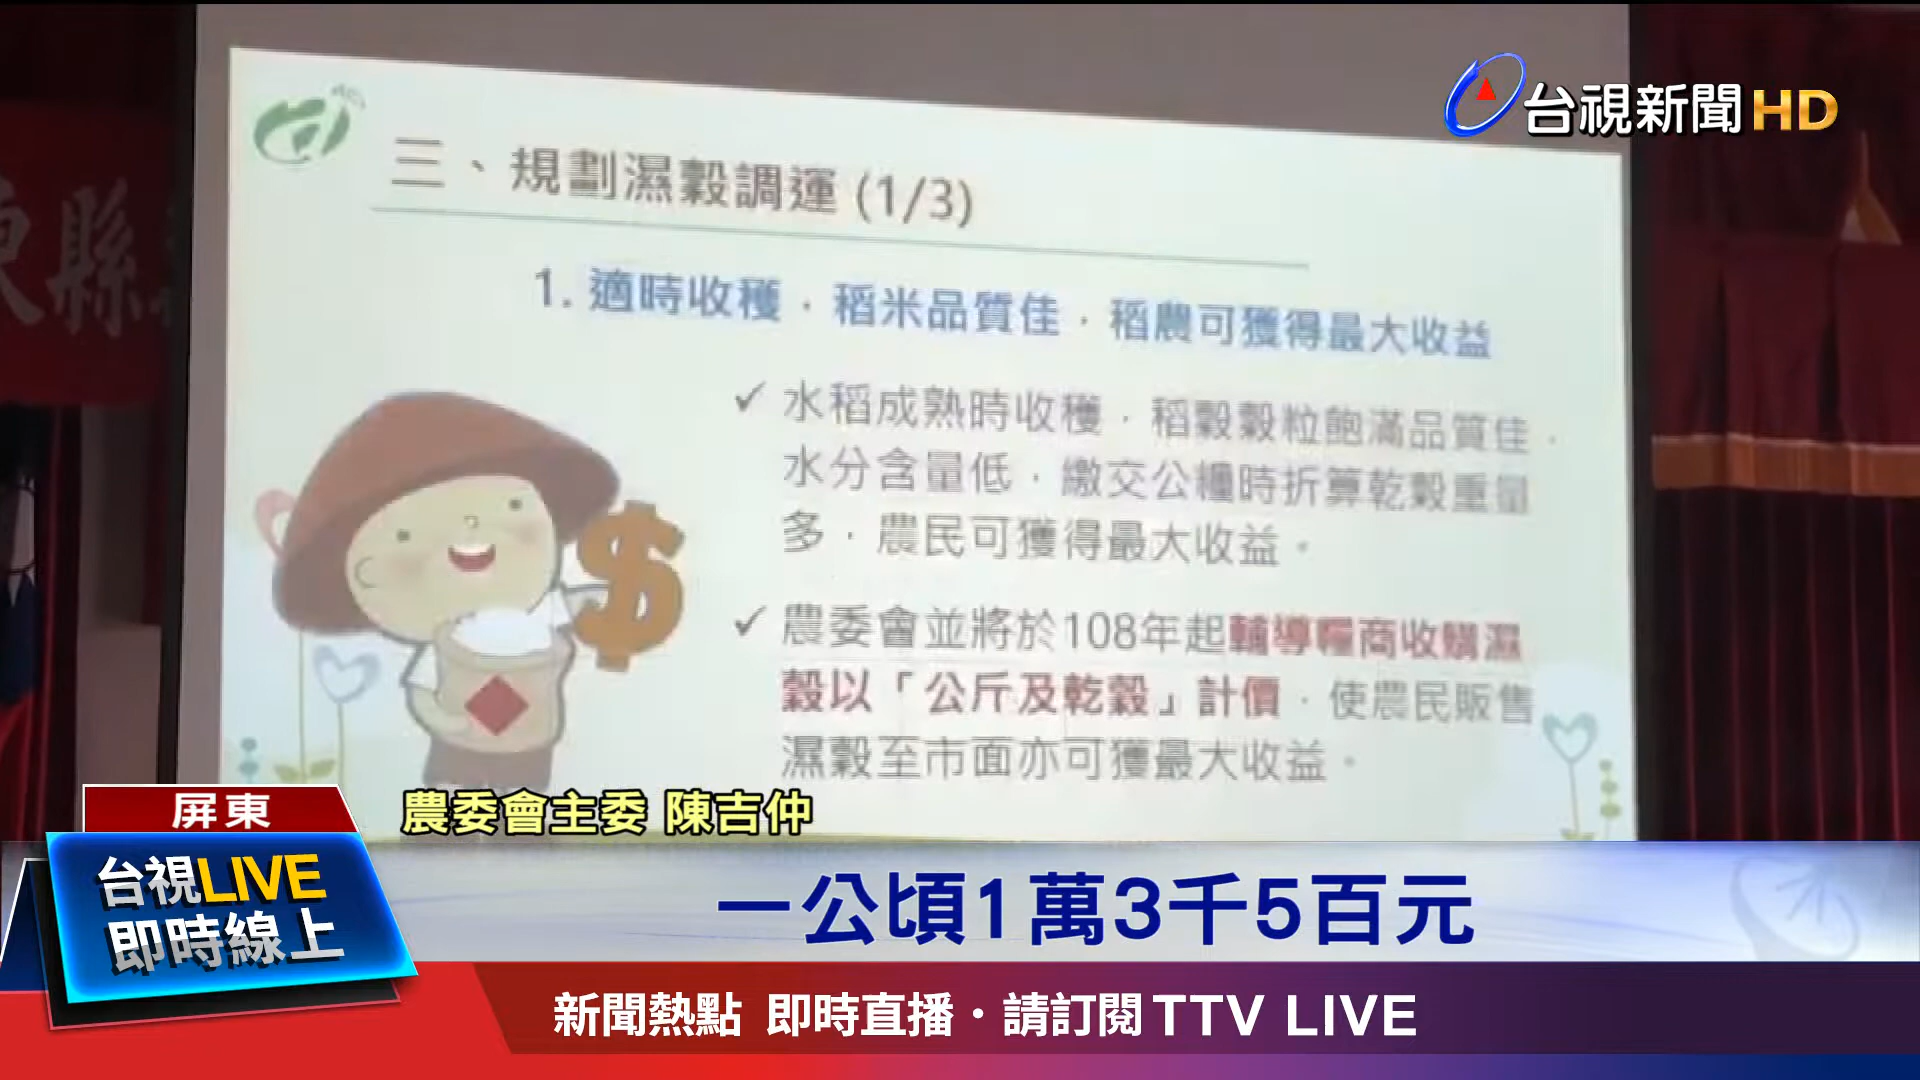 台視新聞HD
三、規劃濕穀調運 (1/3)
1. 適時收穫，稻米品質佳，稻農可獲得最大收益
✓ 水稻成熟時收穫，稻穀穀粒飽滿品質佳，
水分含量低，繳交公糧時折算乾穀重量
多，農民可獲得最大收益。
✓ 農委會並將於108年起輔導糧商收購濕
穀以「公斤及乾穀」計價，使農民販售
濕穀至市面亦可獲最大收益。
東縣
$
屏東
農委會主委 陳吉仲
台視LIVE
即時線上
一公頃1萬3千5百元
新聞熱點 即時直播・請訂閱TTV LIVE